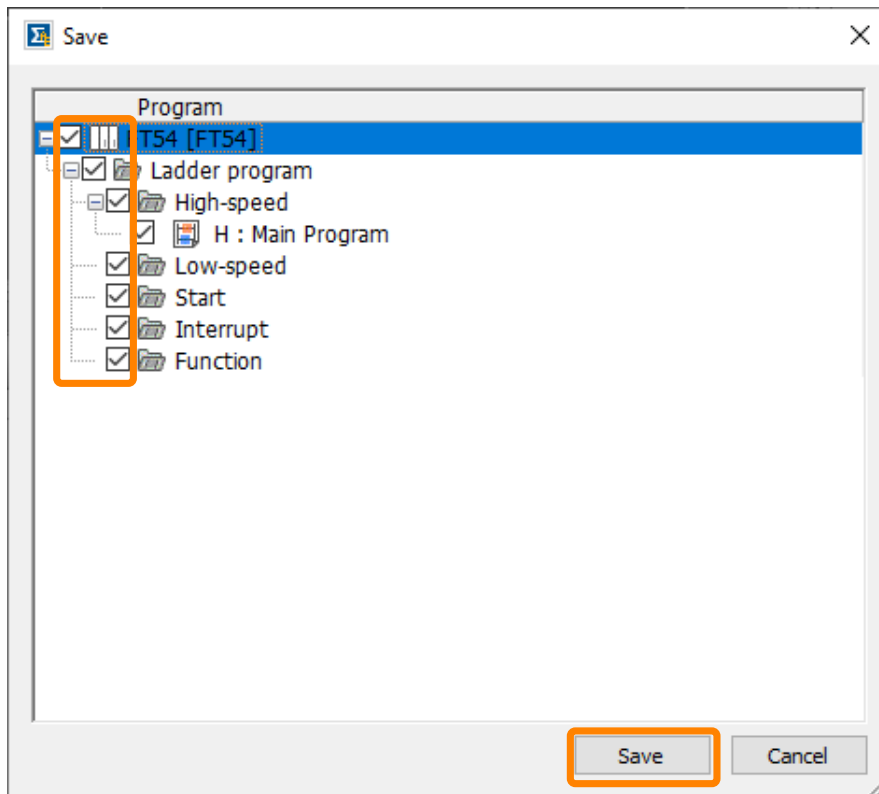 Save
Program
FT54 [FT54]
Ladder program
High-speed
H : Main Program
Low-speed
Start
Interrupt
Function
Save Cancel